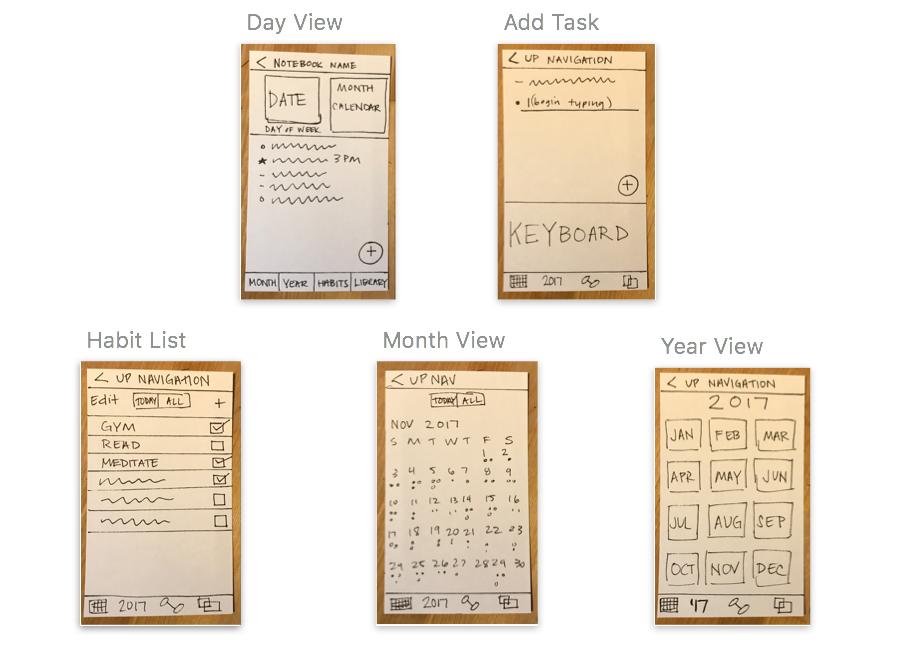 Day View
< NOTEBOOK NAME
DATE
DAY OF WEEK
MONTH
CALENDAR
3 PM
+
MONTH YEAR HABITS LIBRARY
Add Task
< UP NAVIGATION
• 1(begin typing)
+
KEYBOARD
2017
Habit List
< UP NAVIGATION
Edit TODAY ALL +
GYM
READ
MEDITATE
2017
Month View
< UP NAV
TODAY ALL
NOV 2017
S M T W T F S
1 2
3 4 5 6 7 8 9
10 11 12 13 14 15 16
17 18 19 20 21 22 23
24 25 26 27 28 29 30
2017
Year View
< UP NAVIGATION
2017
JAN FEB MAR
APR MAY JUN
JUL AUG SEP
OCT NOV DEC
'17